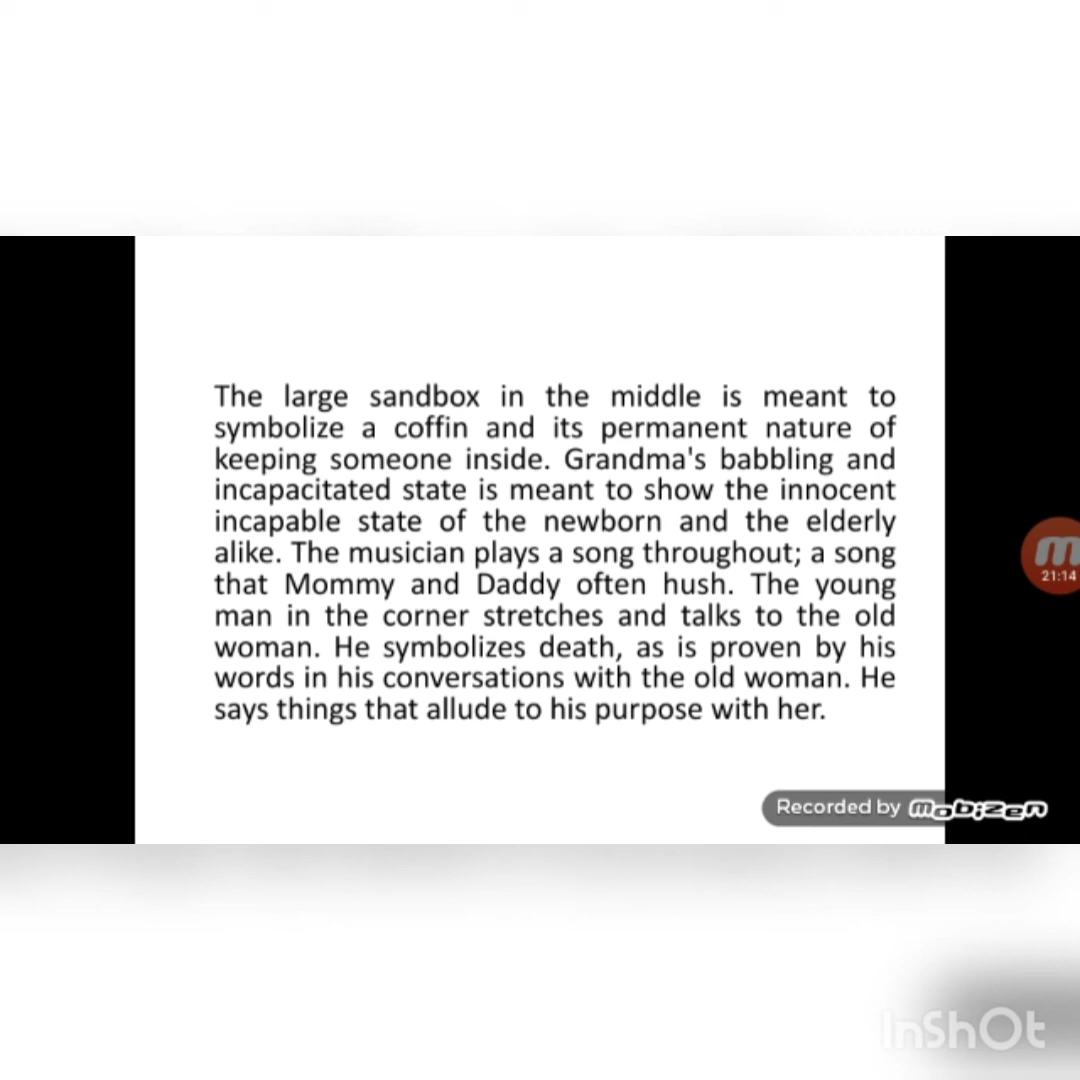 The large sandbox in the middle is meant to
symbolize a coffin and its permanent nature of
keeping someone inside. Grandma's babbling and
incapacitated state is meant to show the innocent
incapable state of the newborn and the elderly
alike. The musician plays a song throughout; a song
that Mommy and Daddy often hush. The young
man in the corner stretches and talks to the old
woman. He symbolizes death, as is proven by his
words in his conversations with the old woman. He
says things that allude to his purpose with her.
m
21:14
Recorded by mobizen
InShOt